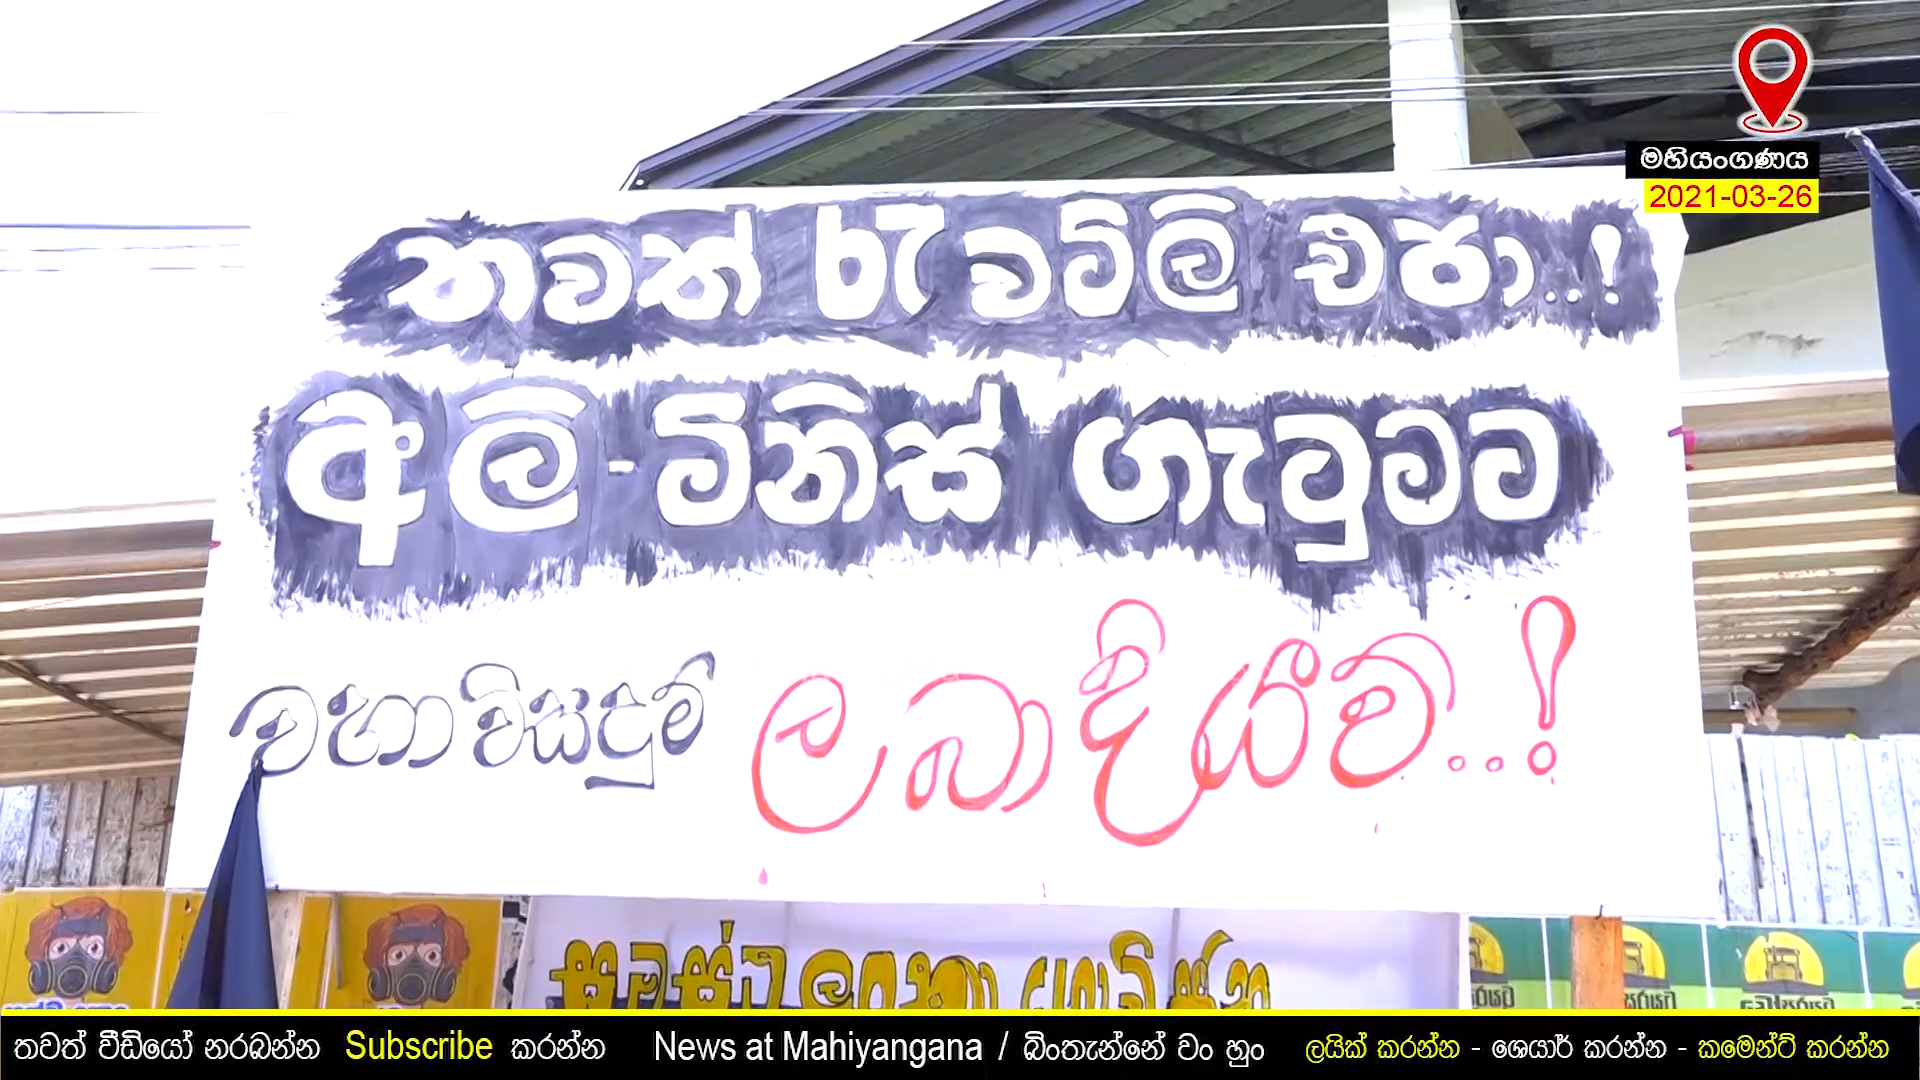 මහියංගණය
2021-03-26
තවත් රැවටිලි එපා..!
අලි-මිනිස් ගැටුමට
වහා විසඳුම් ලබාදියව්...!
සමස්ථ ලංකා
තවත් වීඩියෝ නරඹන්න Subscribe කරන්න News at Mahiyangana / බිංතැන්නේ වං හුං ලයික් කරන්න - ශෙයාර් කරන්න - කමෙන්ට් කරන්න